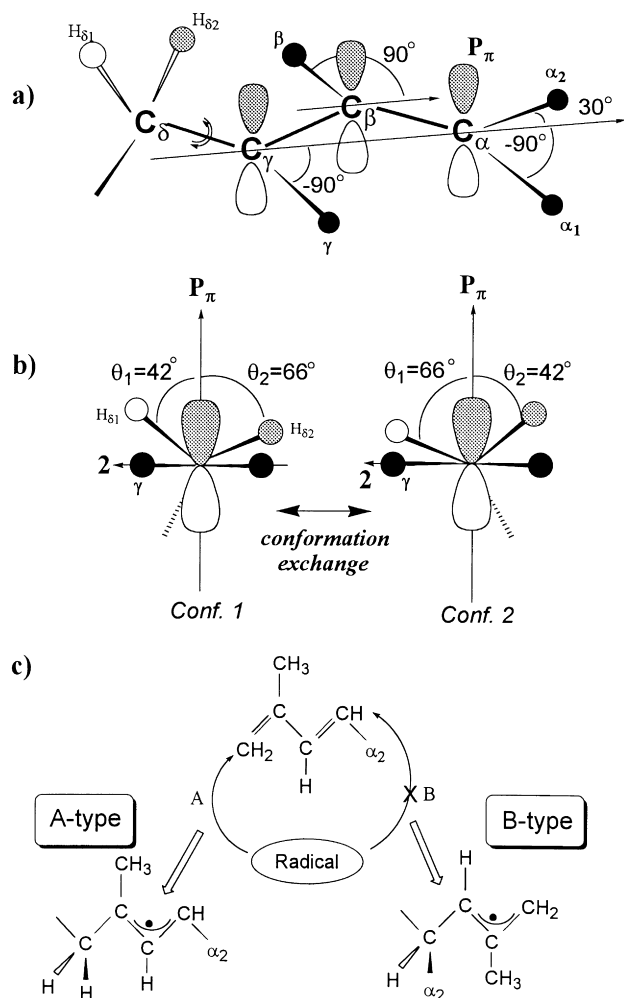 a)
Hδ1
Hδ2
β
90°
Pπ
α2
30°
Cδ
Cγ
Cβ
Cα
-90°
-90°
γ
α1
b)
Pπ
Pπ
θ1=42°
θ2=66°
θ1=66°
θ2=42°
Hδ1
Hδ2
2
γ
2
γ
conformation
exchange
Conf. 1
Conf. 2
c)
CH3
CH
CH2
C
H
α2
A
X B
A-type
B-type
Radical
CH3
C
CH
C
C
H
H
H
α2
H
C
CH2
C
C
H
α2
CH3